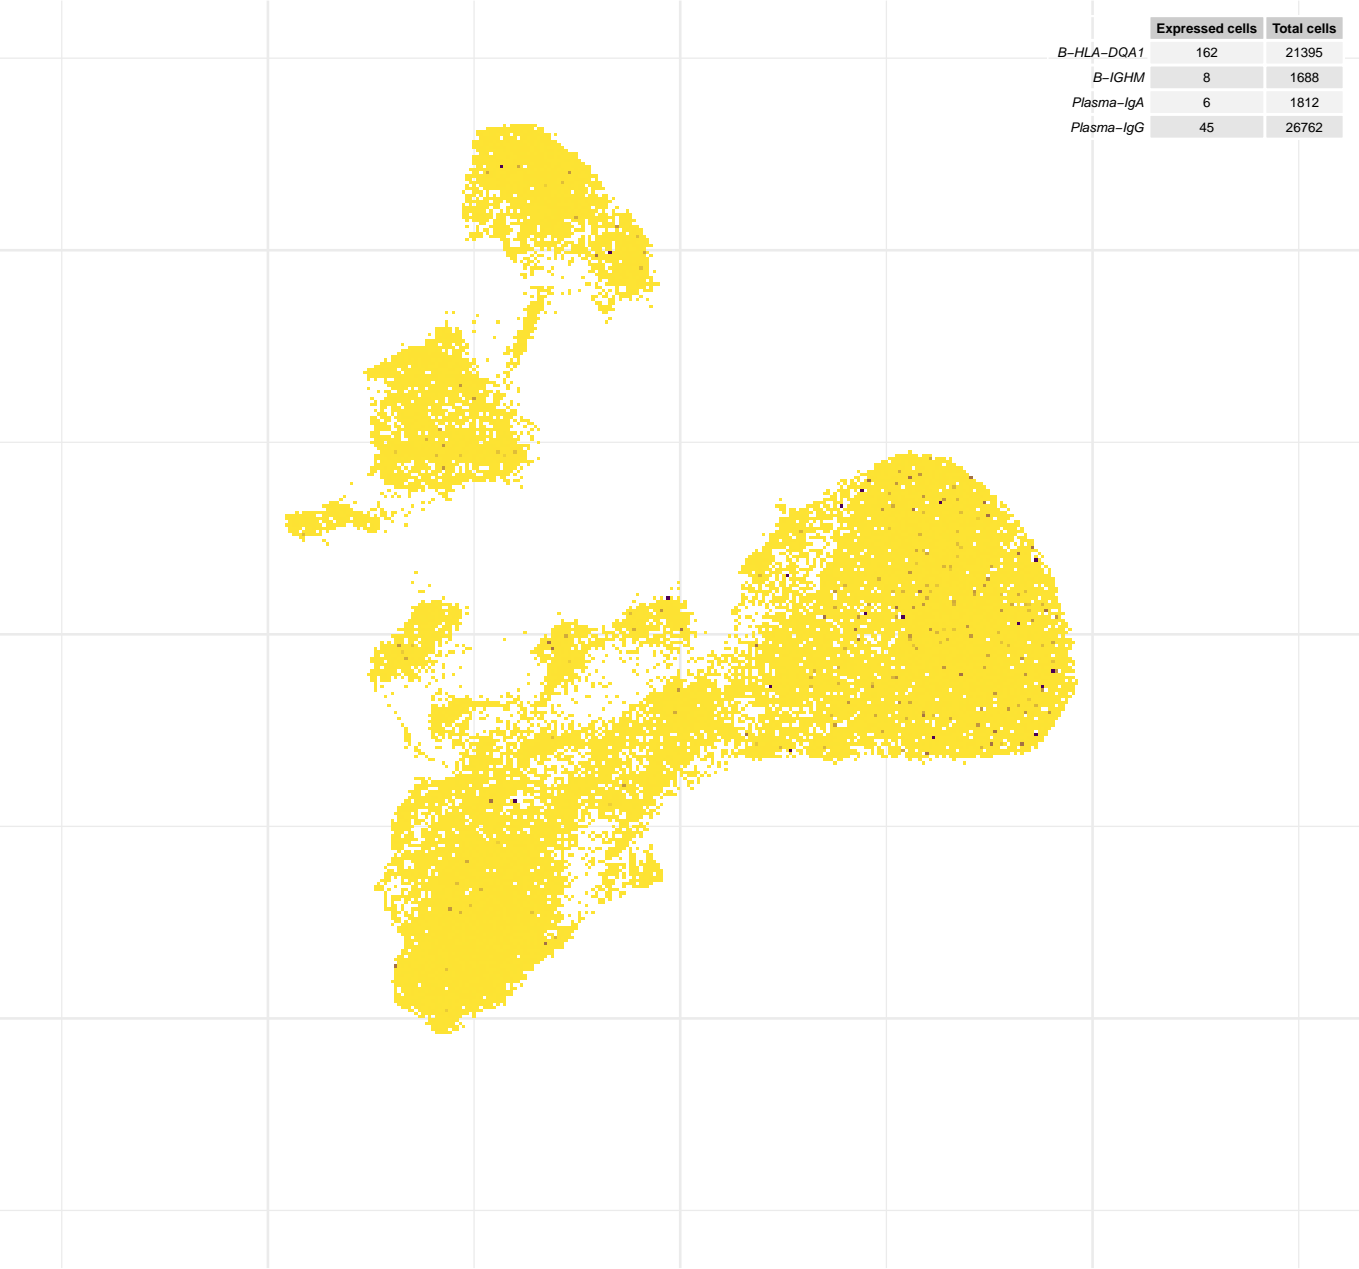 Expressed cells Total cells
B−HLA−DQA1 162 21395
B−IGHM 8 1688
Plasma−IgA 6 1812
Plasma−IgG 45 26762